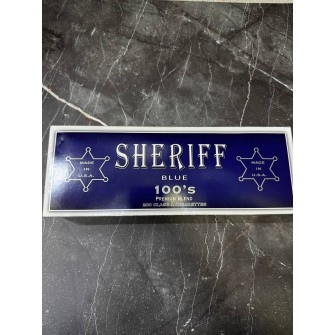 SHERIFF
BLUE
100's
PREMIUM BLEND
200 CLASS A CIGARETTES
MADE
IN
U.S.A.
MADE
IN
U.S.A.